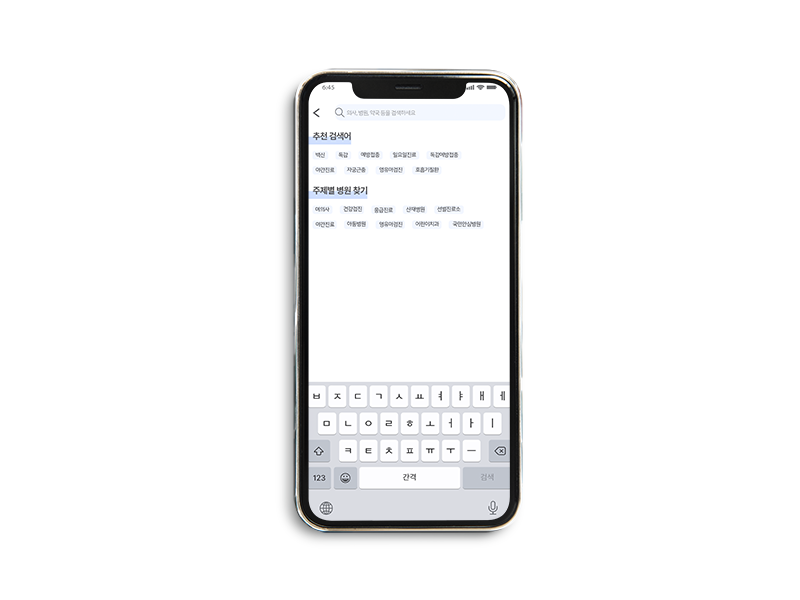 6:45
의사, 병원, 약국 등을 검색하세요
추천 검색어
백신 독감 예방접종 일요일진료 독감예방접종
야간진료 자궁근종 영유아검진 호흡기질환
주제별 병원 찾기
여의사 건강검진 응급진료 산재병원 선별진료소
야간진료 아동병원 영유아검진 어린이치과 국민안심병원
ㅂ ㅈ ㄷ ㄱ ㅅ ㅛ ㅕ ㅑ ㅐ ㅔ
ㅁ ㄴ ㅇ ㄹ ㅎ ㅗ ㅓ ㅏ ㅣ
ㅋ ㅌ ㅊ ㅍ ㅠ ㅜ ㅡ
123 간격 검색